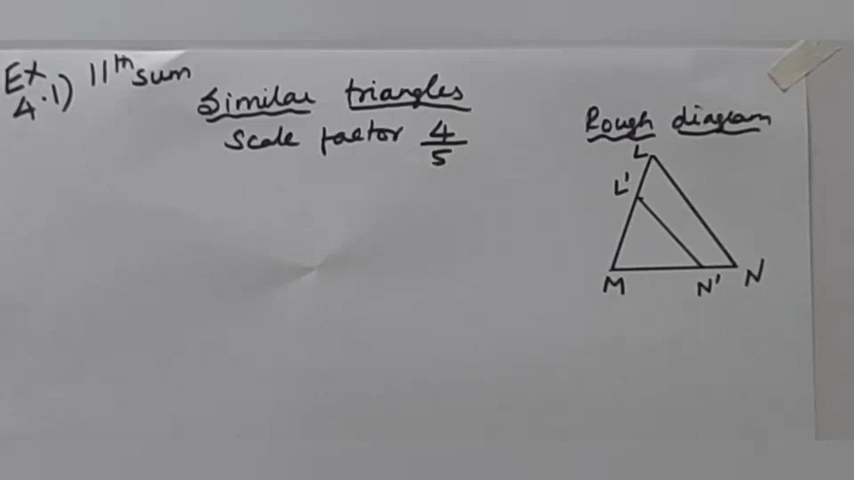 Ex 4.1) 11th sum
Similar triangles
Scale factor 4/5
Rough diagram
L
L'
M
N'
N